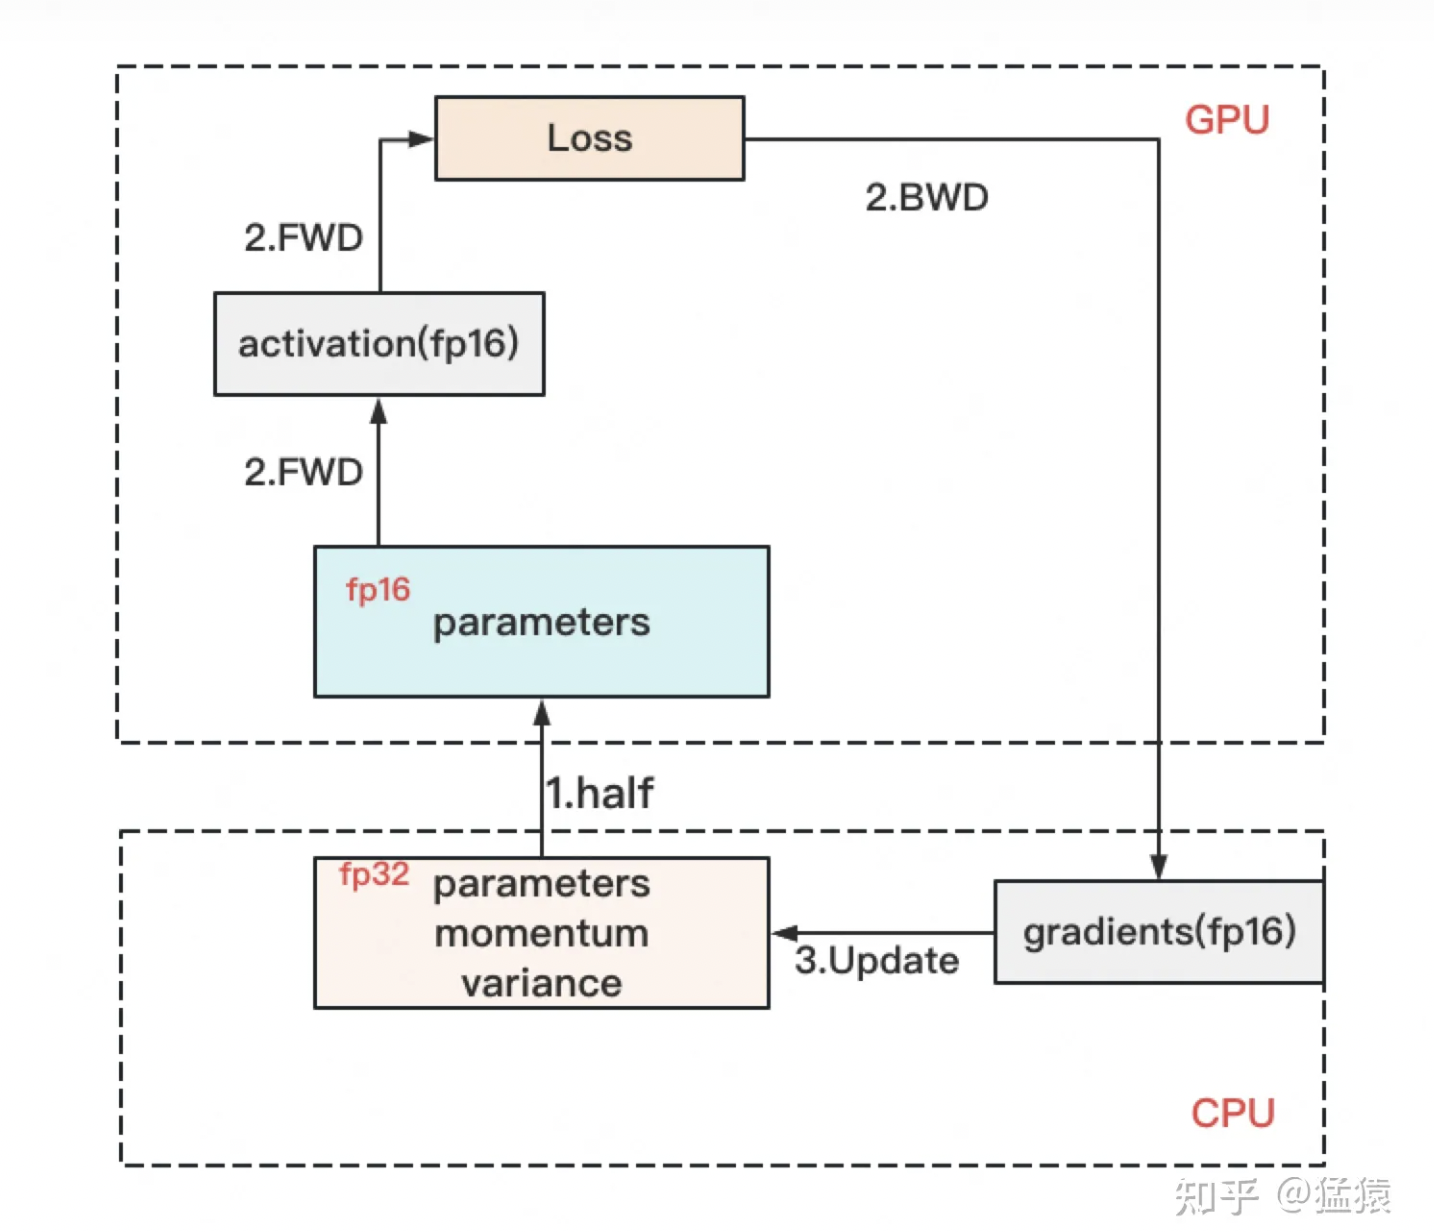 GPU
Loss
2.BWD
2.FWD
activation(fp16)
2.FWD
fp16
parameters
1.half
fp32
parameters
momentum
variance
gradients(fp16)
3.Update
CPU
知乎 @猛猿